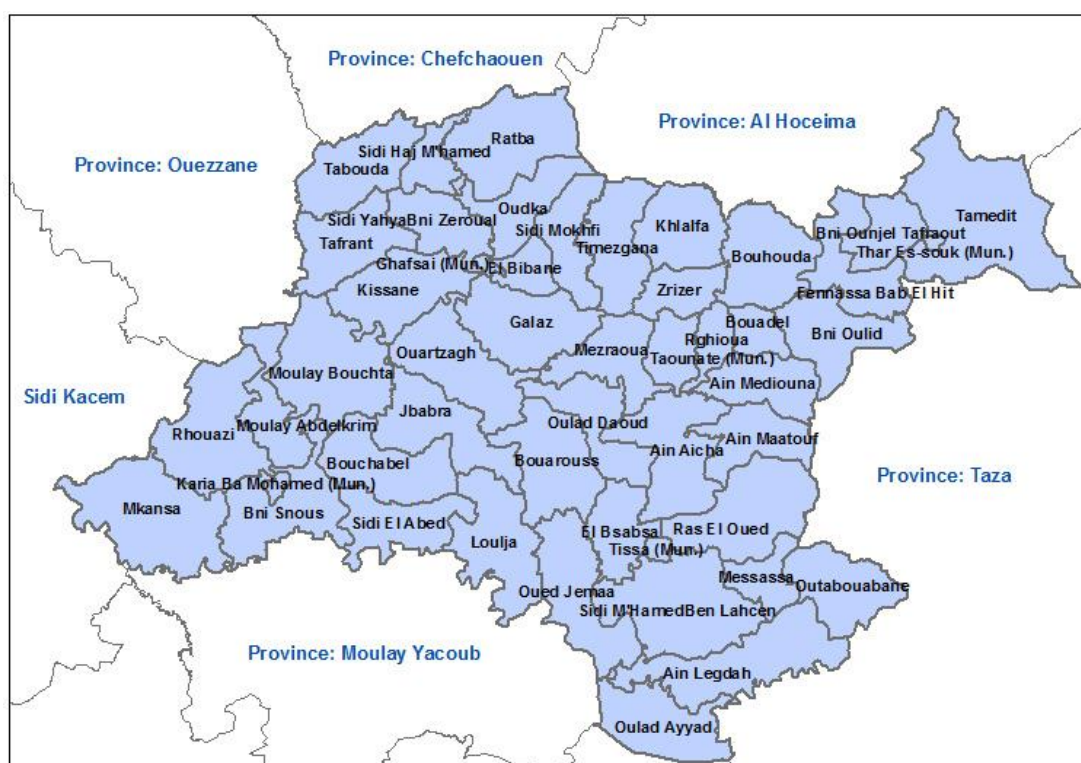 Province: Chefchaouen
Province: Al Hoceima
Province: Ouezzane
Ratba
Sidi Haj M'hamed
Tabouda
Oudka
Sidi Yahya
Bni Zeroual
Sidi Mokhfi
Khlalfa
Tamedit
Tafrant
Timezgana
Bni Ounjel Tafraout
Bouhouda
Thar Es-souk (Mun.)
Ghafsai (Mun.)
El Bibane
Kissane
Zrizer
Fennassa Bab El Hit
Galaz
Bouadel
Bni Oulid
Rghioua
Ouartzagh
Mezraoua
Taounate (Mun.)
Moulay Bouchta
Ain Mediouna
Sidi Kacem
Jbabra
Oulad Daoud
Moulay Abdelkrim
Rhouazi
Ain Maatouf
Ain Aicha
Bouchabel
Bouarouss
Province: Taza
Karia Ba Mohamed (Mun.)
Mkansa
Bni Snous
Sidi El Abed
El Bsabsa
Ras El Oued
Loulja
Tissa (Mun.)
Messassa
Oued Jemaa
Outabouabane
Sidi M'HamedBen Lahcen
Province: Moulay Yacoub
Ain Legdah
Oulad Ayyad